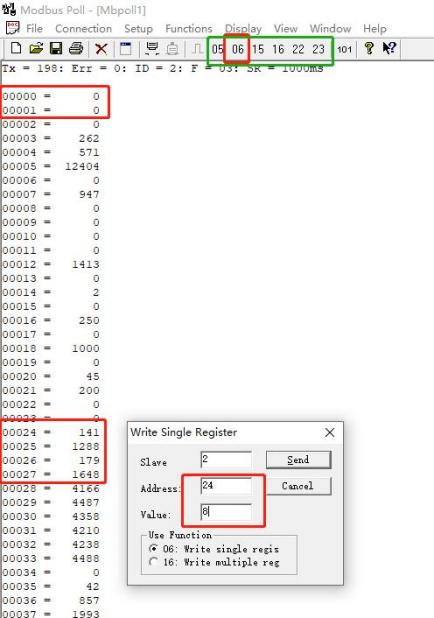 Modbus Poll - [Mbpoll1]
File Connection Setup Functions Display View Window Help
05 06 15 16 22 23 101
Tx = 198: Err = 0: ID = 2: F = 03: SR = 1000ms
00000 = 0
00001 = 0
00002 = 0
00003 = 262
00004 = 571
00005 = 12404
00006 = 0
00007 = 947
00008 = 0
00009 = 0
00010 = 0
00011 = 0
00012 = 1413
00013 = 0
00014 = 2
00015 = 0
00016 = 250
00017 = 0
00018 = 1000
00019 = 0
00020 = 45
00021 = 200
00022 = 0
00023 = 0
00024 = 141
00025 = 1288
00026 = 179
00027 = 1648
00028 = 4166
00029 = 4487
00030 = 4358
00031 = 4210
00032 = 4238
00033 = 4488
00034 = 0
00035 = 42
00036 = 857
00037 = 1993
Write Single Register
Slave 2 Send
Address: 24 Cancel
Value: 8
Use Function
06: Write single regis
16: Write multiple reg